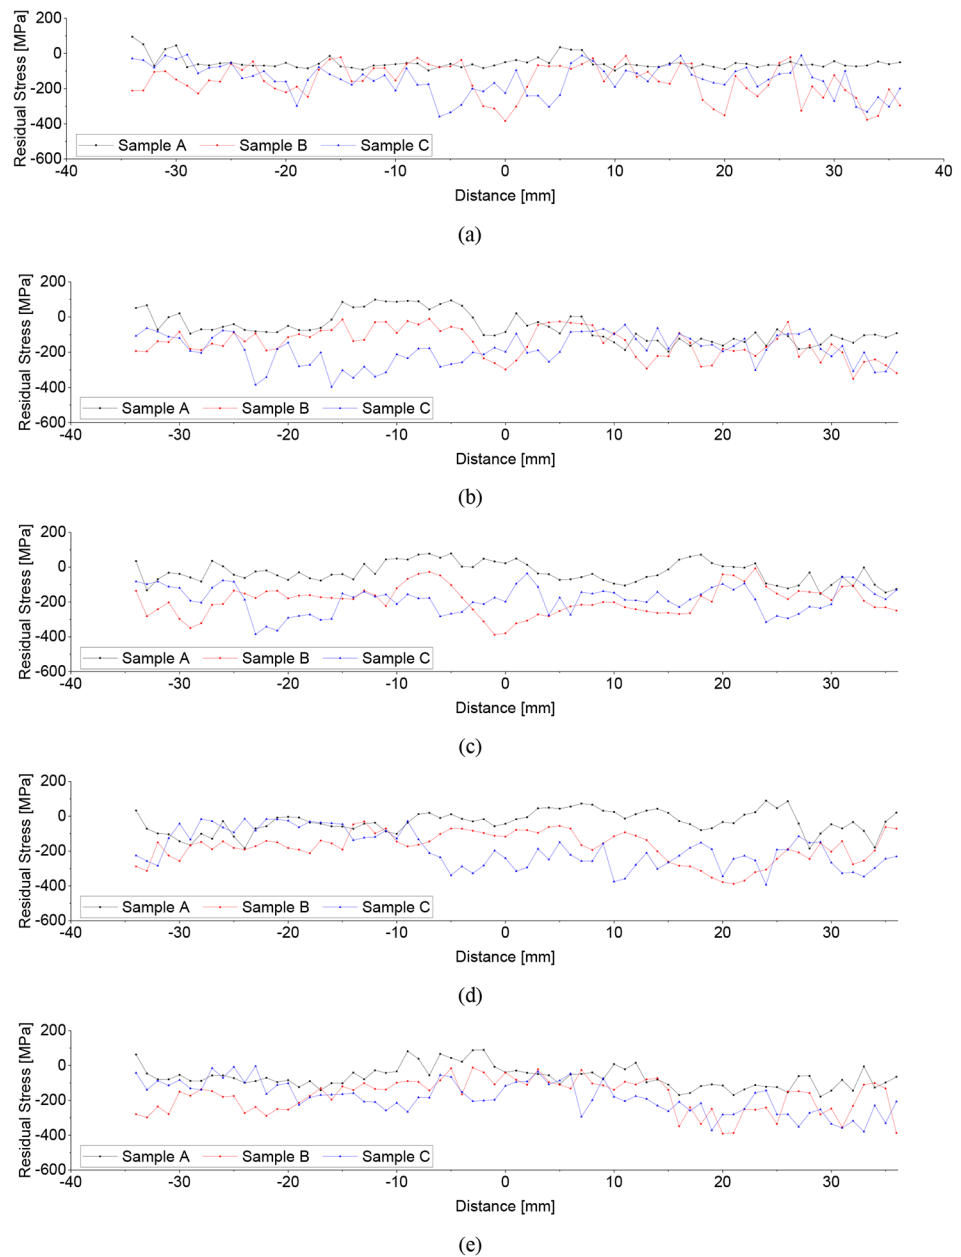 Residual Stress [MPa]
200
0
-200
-400
-600
Sample A Sample B Sample C
-40 -30 -20 -10 0 10 20 30 40
Distance [mm]
(a)
Residual Stress [MPa]
200
0
-200
-400
-600
Sample A Sample B Sample C
-40 -30 -20 -10 0 10 20 30
Distance [mm]
(b)
Residual Stress [MPa]
200
0
-200
-400
-600
Sample A Sample B Sample C
-40 -30 -20 -10 0 10 20 30
Distance [mm]
(c)
Residual Stress [MPa]
200
0
-200
-400
-600
Sample A Sample B Sample C
-40 -30 -20 -10 0 10 20 30
Distance [mm]
(d)
Residual Stress [MPa]
200
0
-200
-400
-600
Sample A Sample B Sample C
-40 -30 -20 -10 0 10 20 30
Distance [mm]
(e)